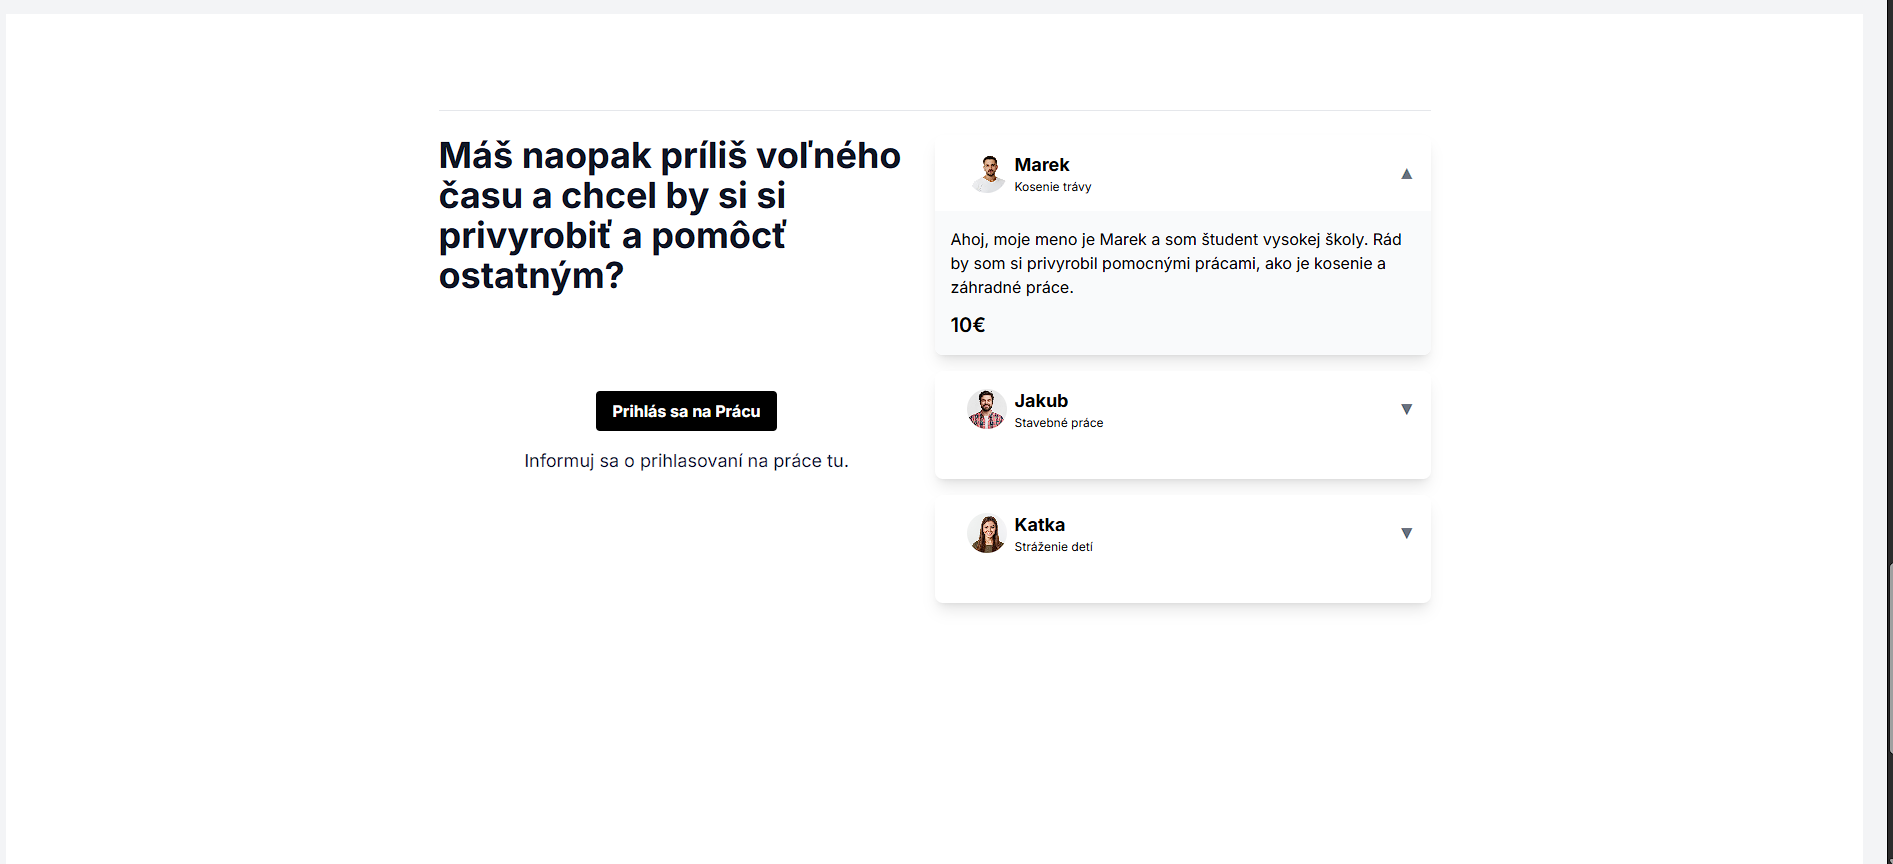 Máš naopak príliš voľného
času a chcel by si si
privyrobiť a pomôcť
ostatným?
Prihlás sa na Prácu
Informuj sa o prihlasovaní na práce tu.
Marek
Kosenie trávy
▲
Ahoj, moje meno je Marek a som študent vysokej školy. Rád
by som si privyrobil pomocnými prácami, ako je kosenie a
záhradné práce.
10€
Jakub
Stavebné práce
▼
Katka
Stráženie detí
▼